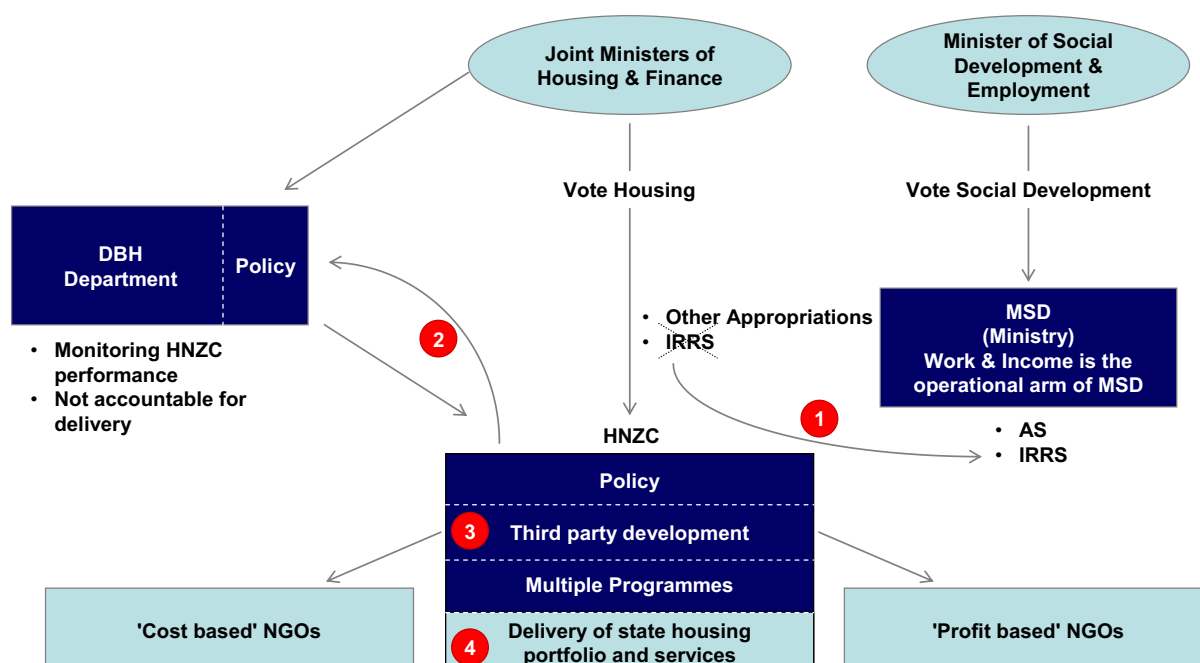 Joint Ministers of
Housing & Finance
Minister of Social
Development &
Employment
Vote Housing
Vote Social Development
DBH
Department
Policy
• Monitoring HNZC
performance
• Not accountable for
delivery
2
• Other Appropriations
• IRRS
1
MSD
(Ministry)
Work & Income is the
operational arm of MSD
• AS
• IRRS
HNZC
Policy
3
Third party development
Multiple Programmes
4
Delivery of state housing
portfolio and services
'Cost based' NGOs
'Profit based' NGOs